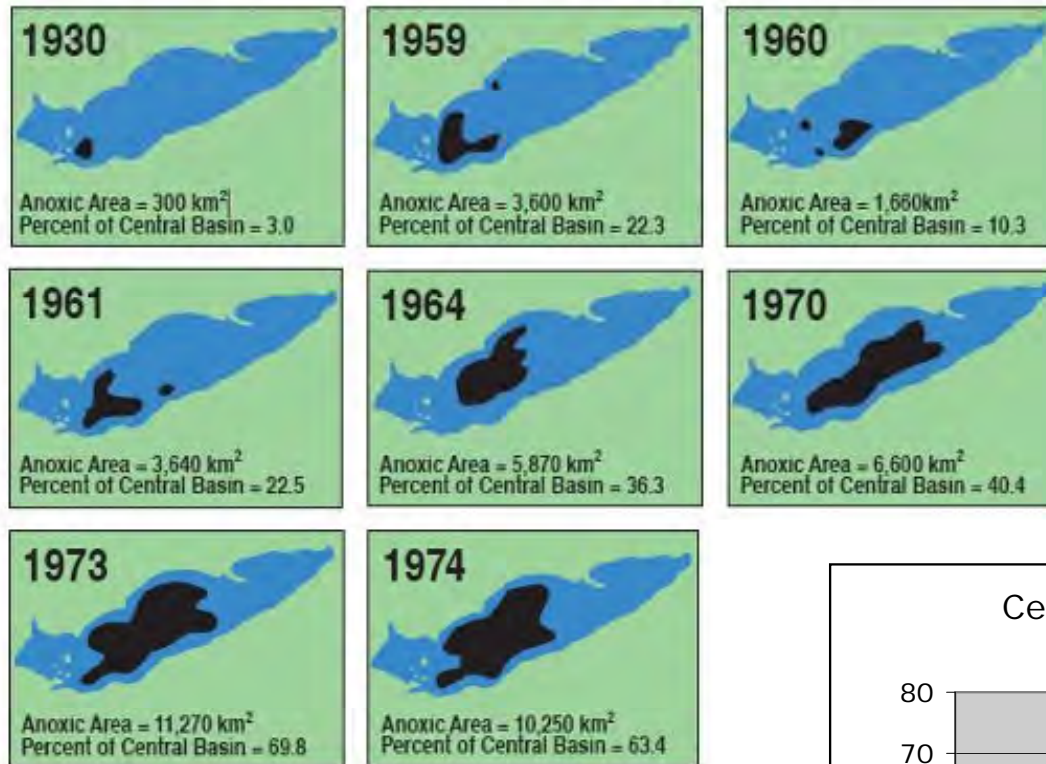 1930
Anoxic Area = 300 km²
Percent of Central Basin = 3.0
1959
Anoxic Area = 3,600 km²
Percent of Central Basin = 22.3
1960
Anoxic Area = 1,660km²
Percent of Central Basin = 10.3
1961
Anoxic Area = 3,640 km²
Percent of Central Basin = 22.5
1964
Anoxic Area = 5,870 km²
Percent of Central Basin = 36.3
1970
Anoxic Area = 6,600 km²
Percent of Central Basin = 40.4
1973
Anoxic Area = 11,270 km²
Percent of Central Basin = 69.8
1974
Anoxic Area = 10,250 km²
Percent of Central Basin = 63.4
Ce
80
70